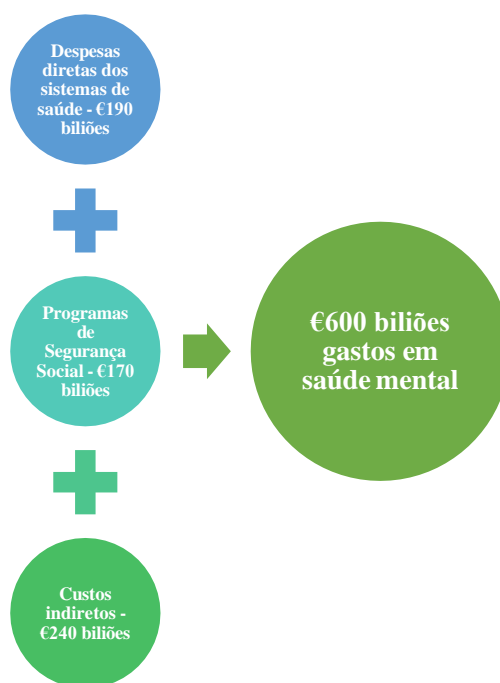 Despesas
diretas dos
sistemas de
saúde - €190
biliões
Programas
de
Segurança
Social - €170
biliões
€600 biliões
gastos em
saúde mental
Custos
indiretos -
€240 biliões